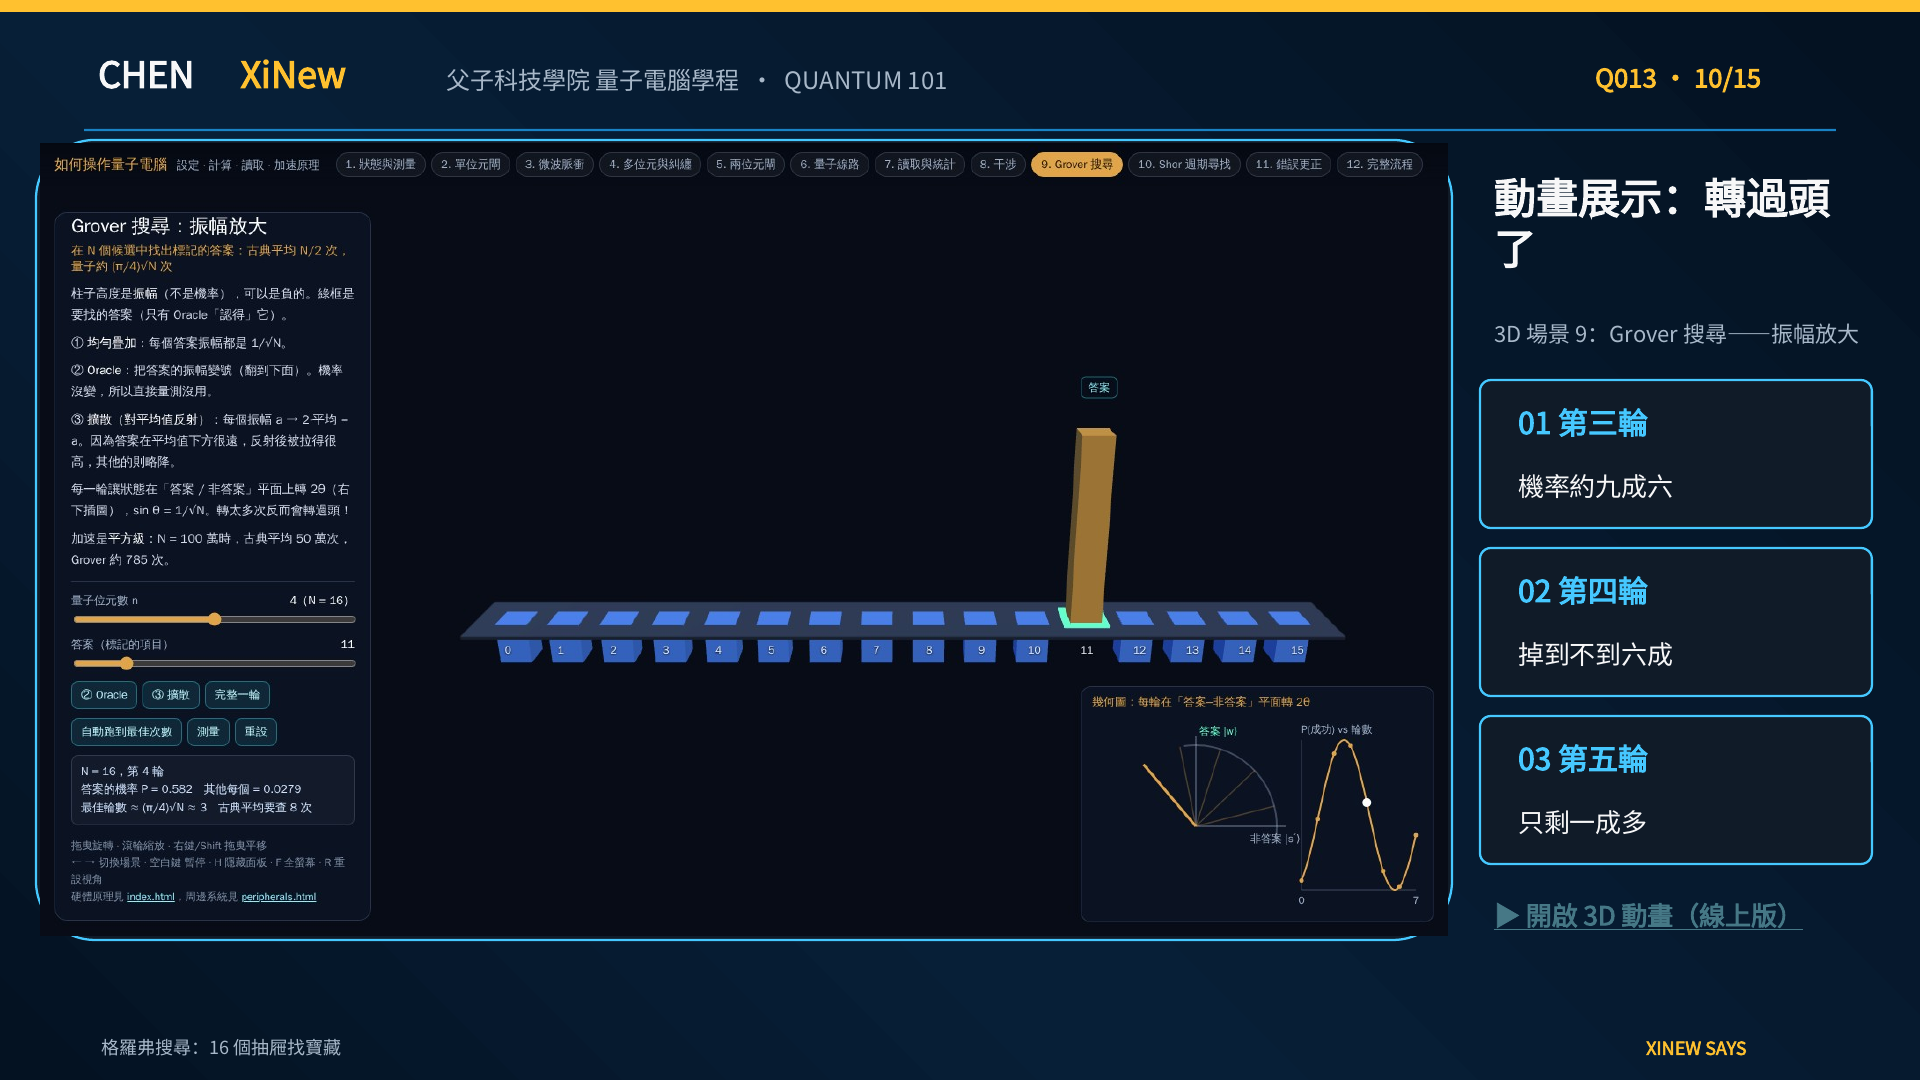 CHEN XiNew
父子科技學院 量子電腦學程 · QUANTUM 101
Q013 · 10/15
如何操作量子電腦 設定 · 計算 · 讀取 · 加速原理
1. 狀態與測量
2. 單位元閘
3. 微波脈衝
4. 多位元與糾纏
5. 兩位元閘
6. 量子線路
7. 讀取與統計
8. 干涉
9. Grover 搜尋
10. Shor 週期尋找
11. 錯誤更正
12. 完整流程
Grover 搜尋：振幅放大
在 N 個候選中找出標記的答案：古典平均 N/2 次，
量子約 (π/4)√N 次
柱子高度是振幅（不是機率），可以是負的。綠框是
要找的答案（只有 Oracle「認得」它）。
① 均勻疊加：每個答案振幅都是 1/√N。
② Oracle：把答案的振幅變號（翻到下面）。機率
沒變，所以直接量測沒用。
③ 擴散（對平均值反射）：每個振幅 a → 2·平均 −
a。因為答案在平均值下方很遠，反射後被拉得很
高，其他的則略降。
每一輪讓狀態在「答案 / 非答案」平面上轉 2θ（右
下插圖），sin θ = 1/√N。轉太多次反而會轉過頭！
加速是平方級：N = 100 萬時，古典平均 50 萬次，
Grover 約 785 次。
量子位元數 n 4（N = 16）
答案（標記的項目） 11
② Oracle ③ 擴散 完整一輪
自動跑到最佳次數 測量 重設
N = 16，第 4 輪
答案的機率 P = 0.582 其他每個 = 0.0279
最佳輪數 ≈ (π/4)√N ≈ 3 古典平均要查 8 次
拖曳旋轉 · 滾輪縮放 · 右鍵/Shift 拖曳平移
← → 切換場景 · 空白鍵 暫停 · H 隱藏面板 · F 全螢幕 · R 重
設視角
硬體原理見 index.html，周邊系統見 peripherals.html
答案
0 1 2 3 4 5 6 7 8 9 10 11 12 13 14 15
幾何圖：每輪在「答案–非答案」平面轉 2θ
答案 |w⟩
非答案 |s'⟩
P(成功) vs 輪數
0 7
動畫展示：轉過頭
了
3D 場景 9：Grover 搜尋——振幅放大
01 第三輪
機率約九成六
02 第四輪
掉到不到六成
03 第五輪
只剩一成多
▶ 開啟 3D 動畫（線上版）
格羅弗搜尋：16 個抽屜找寶藏
XINEW SAYS